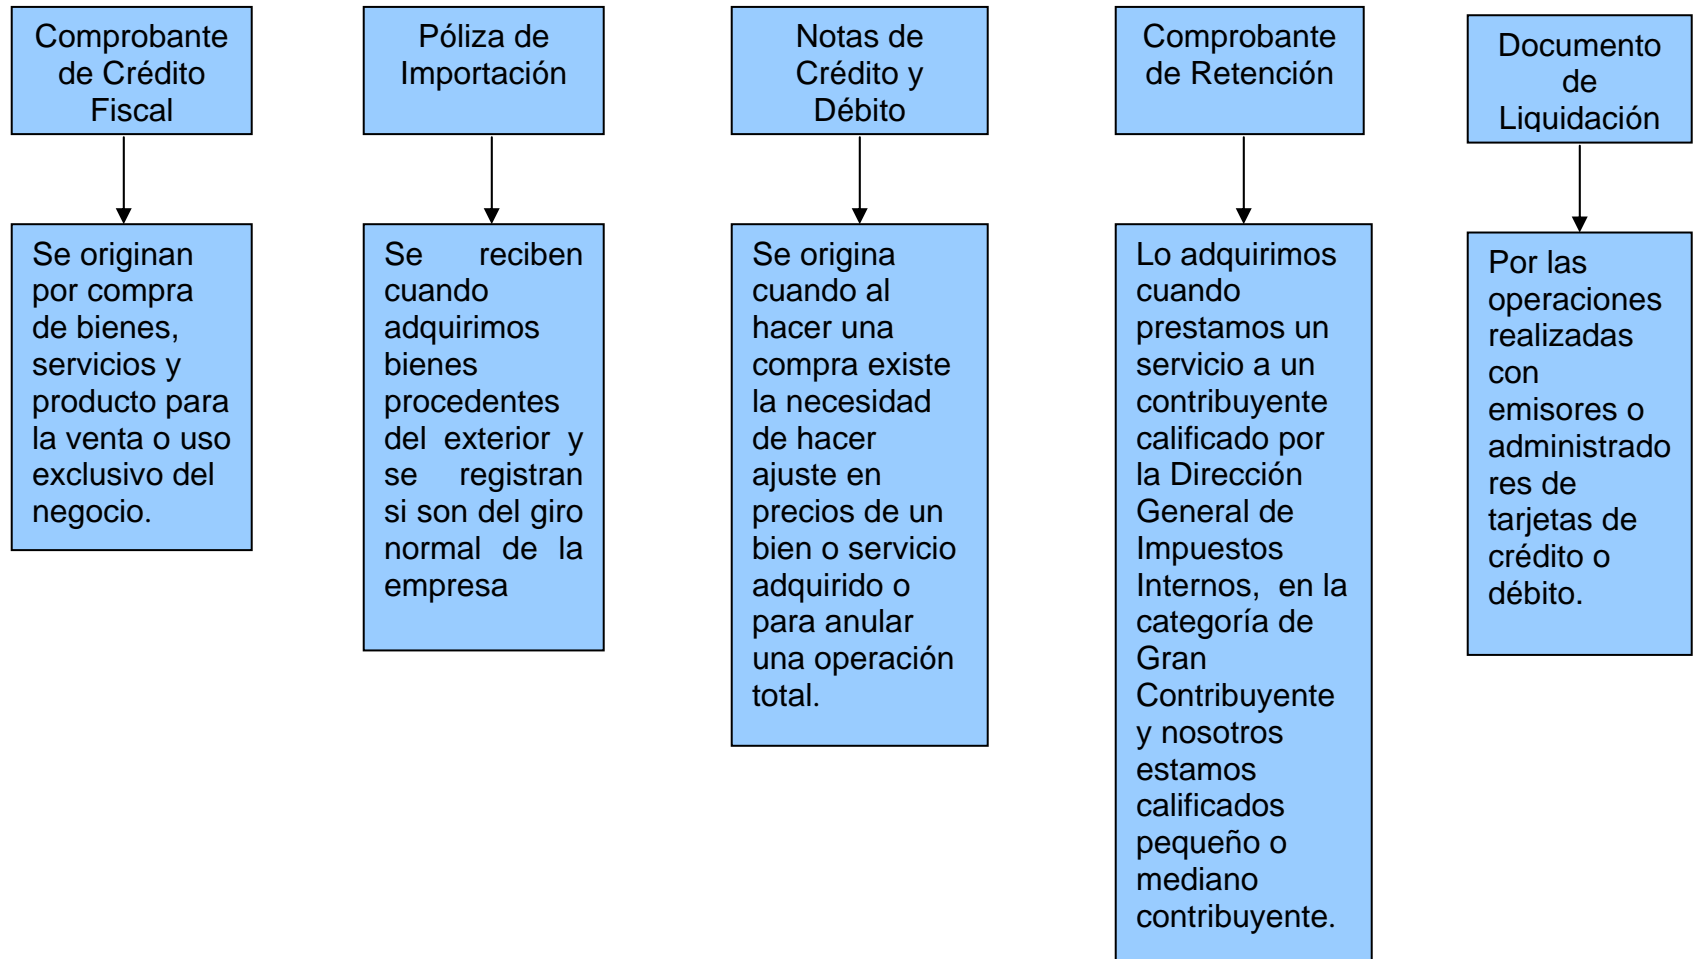 Comprobante
de Crédito
Fiscal
Póliza de
Importación
Notas de
Crédito y
Débito
Comprobante
de Retención
Documento
de
Liquidación
Se originan
por compra
de bienes,
servicios y
producto para
la venta o uso
exclusivo del
negocio.
Se reciben
cuando
adquirimos
bienes
procedentes
del exterior y
se registran
si son del giro
normal de la
empresa
Se origina
cuando al
hacer una
compra existe
la necesidad
de hacer
ajuste en
precios de un
bien o servicio
adquirido o
para anular
una operación
total.
Lo adquirimos
cuando
prestamos un
servicio a un
contribuyente
calificado por
la Dirección
General de
Impuestos
Internos, en la
categoría de
Gran
Contribuyente
y nosotros
estamos
calificados
pequeño o
mediano
contribuyente.
Por las
operaciones
realizadas
con
emisores o
administrado
res de
tarjetas de
crédito o
débito.